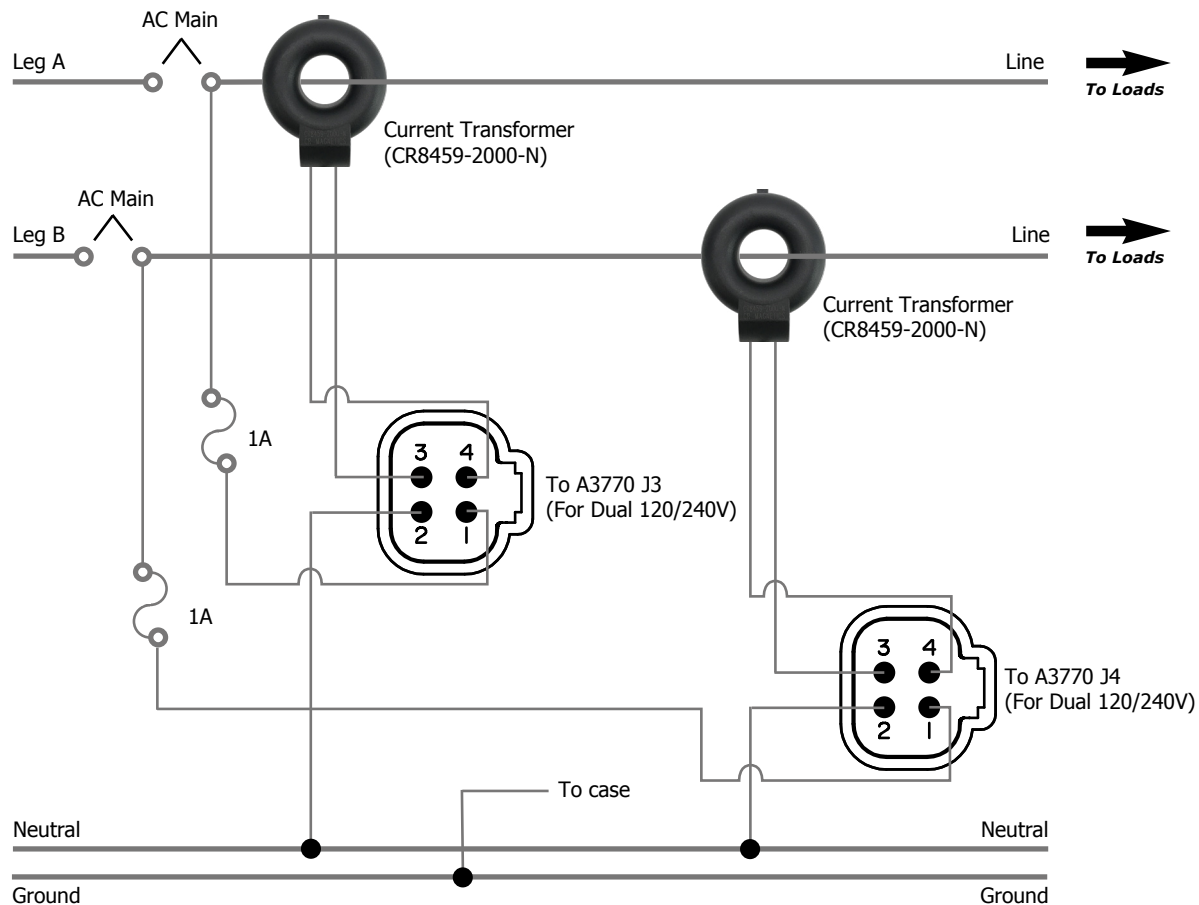 AC Main
Leg A
Line
To Loads
Current Transformer
(CR8459-2000-N)
AC Main
Leg B
Line
To Loads
Current Transformer
(CR8459-2000-N)
1A
3 4
2 1
To A3770 J3
(For Dual 120/240V)
1A
3 4
2 1
To A3770 J4
(For Dual 120/240V)
To case
Neutral
Neutral
Ground
Ground